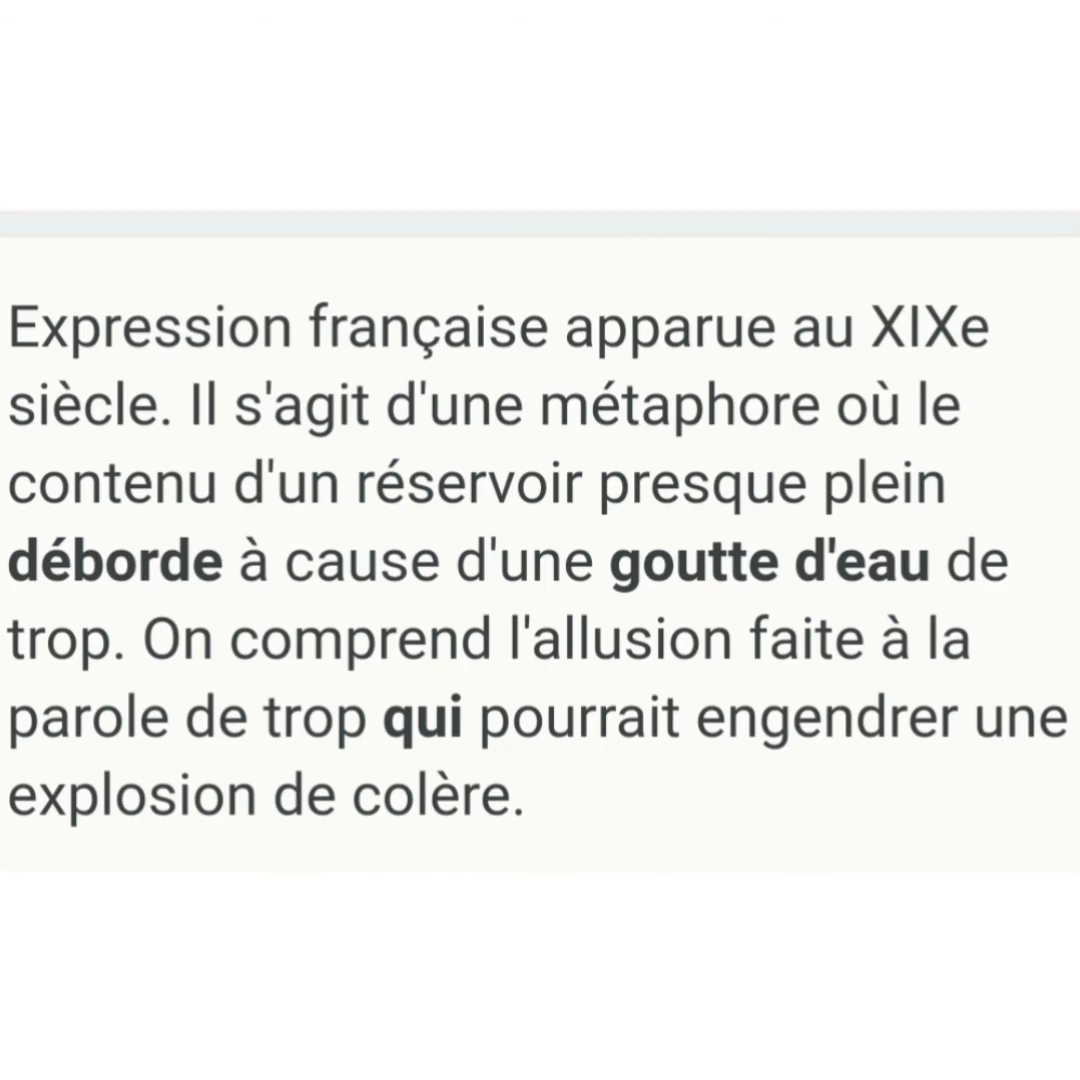 Expression française apparue au XIXe
siècle. Il s'agit d'une métaphore où le
contenu d'un réservoir presque plein
déborde à cause d'une goutte d'eau de
trop. On comprend l'allusion faite à la
parole de trop qui pourrait engendrer une
explosion de colère.